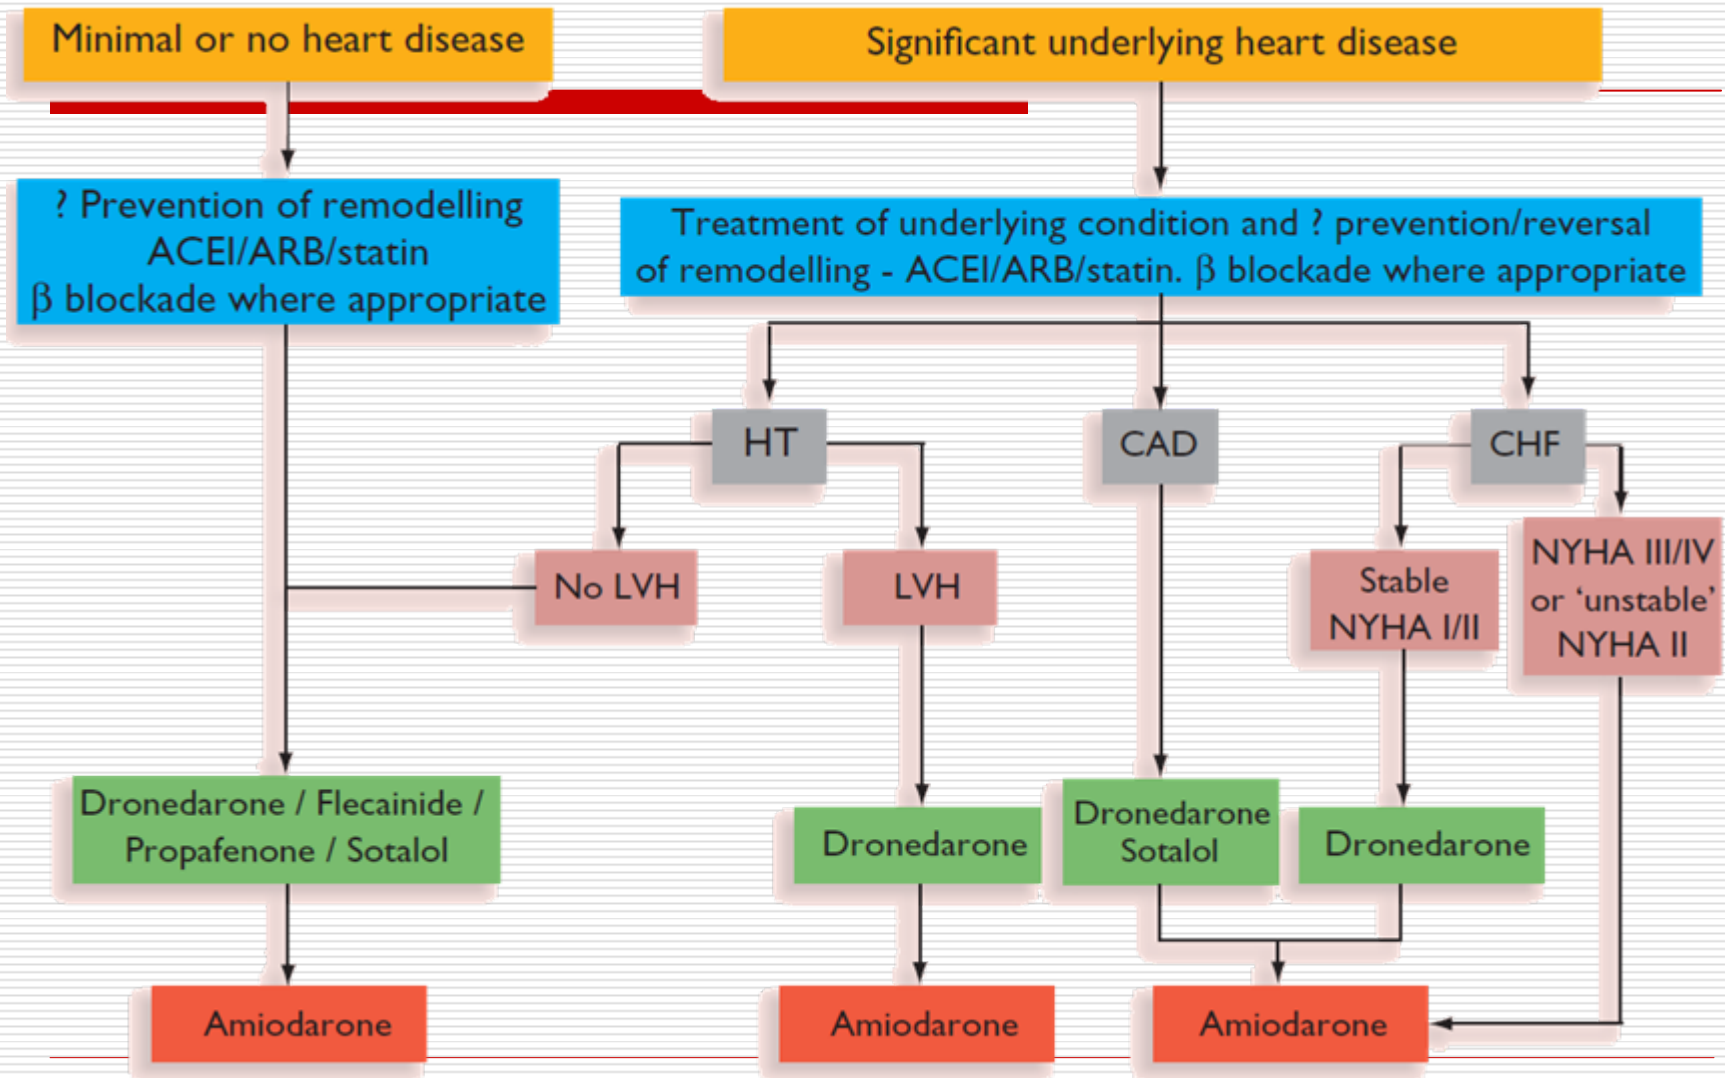 Minimal or no heart disease
Significant underlying heart disease
? Prevention of remodelling
ACEI/ARB/statin
β blockade where appropriate
Treatment of underlying condition and ? prevention/reversal
of remodelling - ACEI/ARB/statin. β blockade where appropriate
HT
CAD
CHF
No LVH
LVH
Stable
NYHA I/II
NYHA III/IV
or ‘unstable’
NYHA II
Dronedarone / Flecainide /
Propafenone / Sotalol
Dronedarone
Dronedarone
Sotalol
Dronedarone
Amiodarone
Amiodarone
Amiodarone